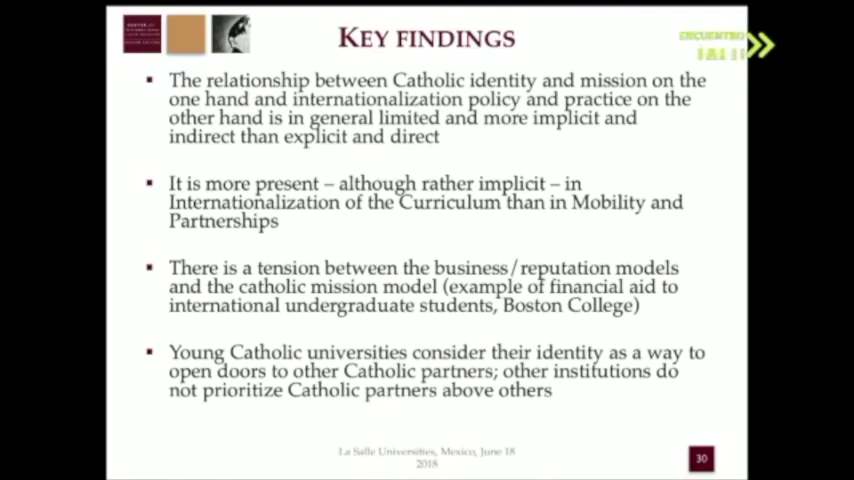 KEY FINDINGS
ENCUENTRO
The relationship between Catholic identity and mission on the
one hand and internationalization policy and practice on the
other hand is in general limited and more implicit and
indirect than explicit and direct
It is more present – although rather implicit – in
Internationalization of the Curriculum than in Mobility and
Partnerships
There is a tension between the business/reputation models
and the catholic mission model (example of financial aid to
international undergraduate students, Boston College)
Young Catholic universities consider their identity as a way to
open doors to other Catholic partners; other institutions do
not prioritize Catholic partners above others
La Salle Universities, Mexico, June 18
2018
30